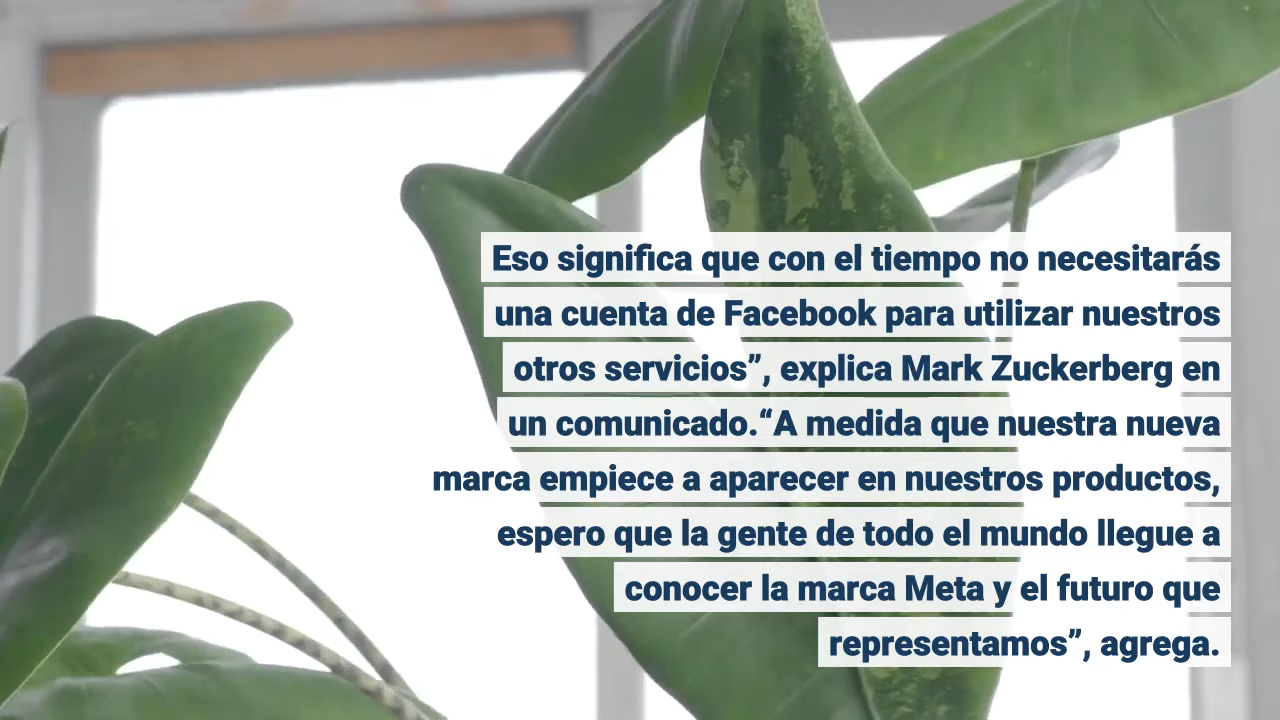 Eso significa que con el tiempo no necesitarás
una cuenta de Facebook para utilizar nuestros
otros servicios”, explica Mark Zuckerberg en
un comunicado.“A medida que nuestra nueva
marca empiece a aparecer en nuestros productos,
espero que la gente de todo el mundo llegue a
conocer la marca Meta y el futuro que
representamos”, agrega.